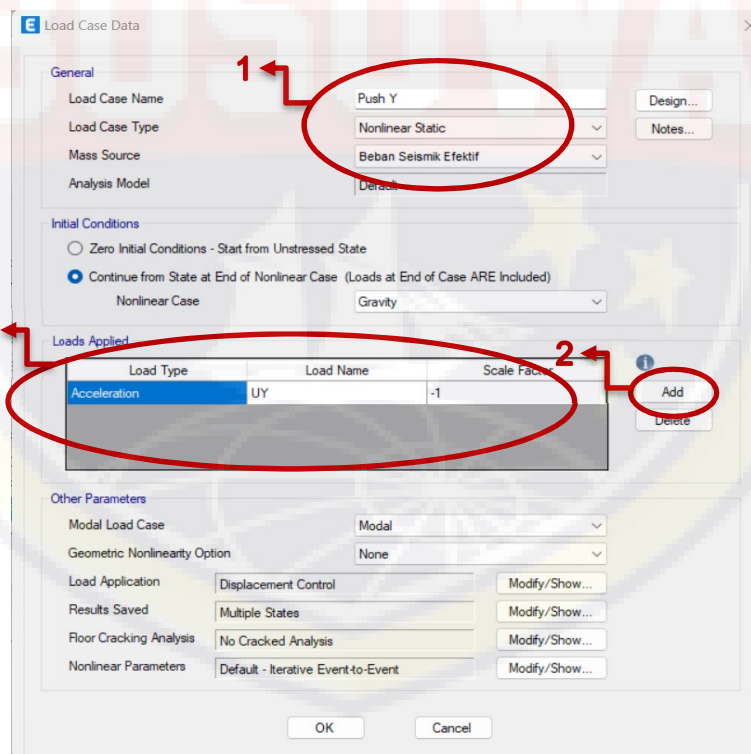 BOSOWA
E Load Case Data
General
1
Load Case Name Push Y Design...
Load Case Type Nonlinear Static Notes...
Mass Source Beban Seismik Efektif
Analysis Model Default
Initial Conditions
Zero Initial Conditions - Start from Unstressed State
Continue from State at End of Nonlinear Case (Loads at End of Case ARE Included)
Nonlinear Case Gravity
Loads Applied
2
Load Type Load Name Scale Factor
Acceleration UY -1 Add
Delete
Other Parameters
Modal Load Case Modal
Geometric Nonlinearity Option None
Load Application Displacement Control Modify/Show...
Results Saved Multiple States Modify/Show...
Floor Cracking Analysis No Cracked Analysis Modify/Show...
Nonlinear Parameters Default - Iterative Event-to-Event Modify/Show...
OK Cancel